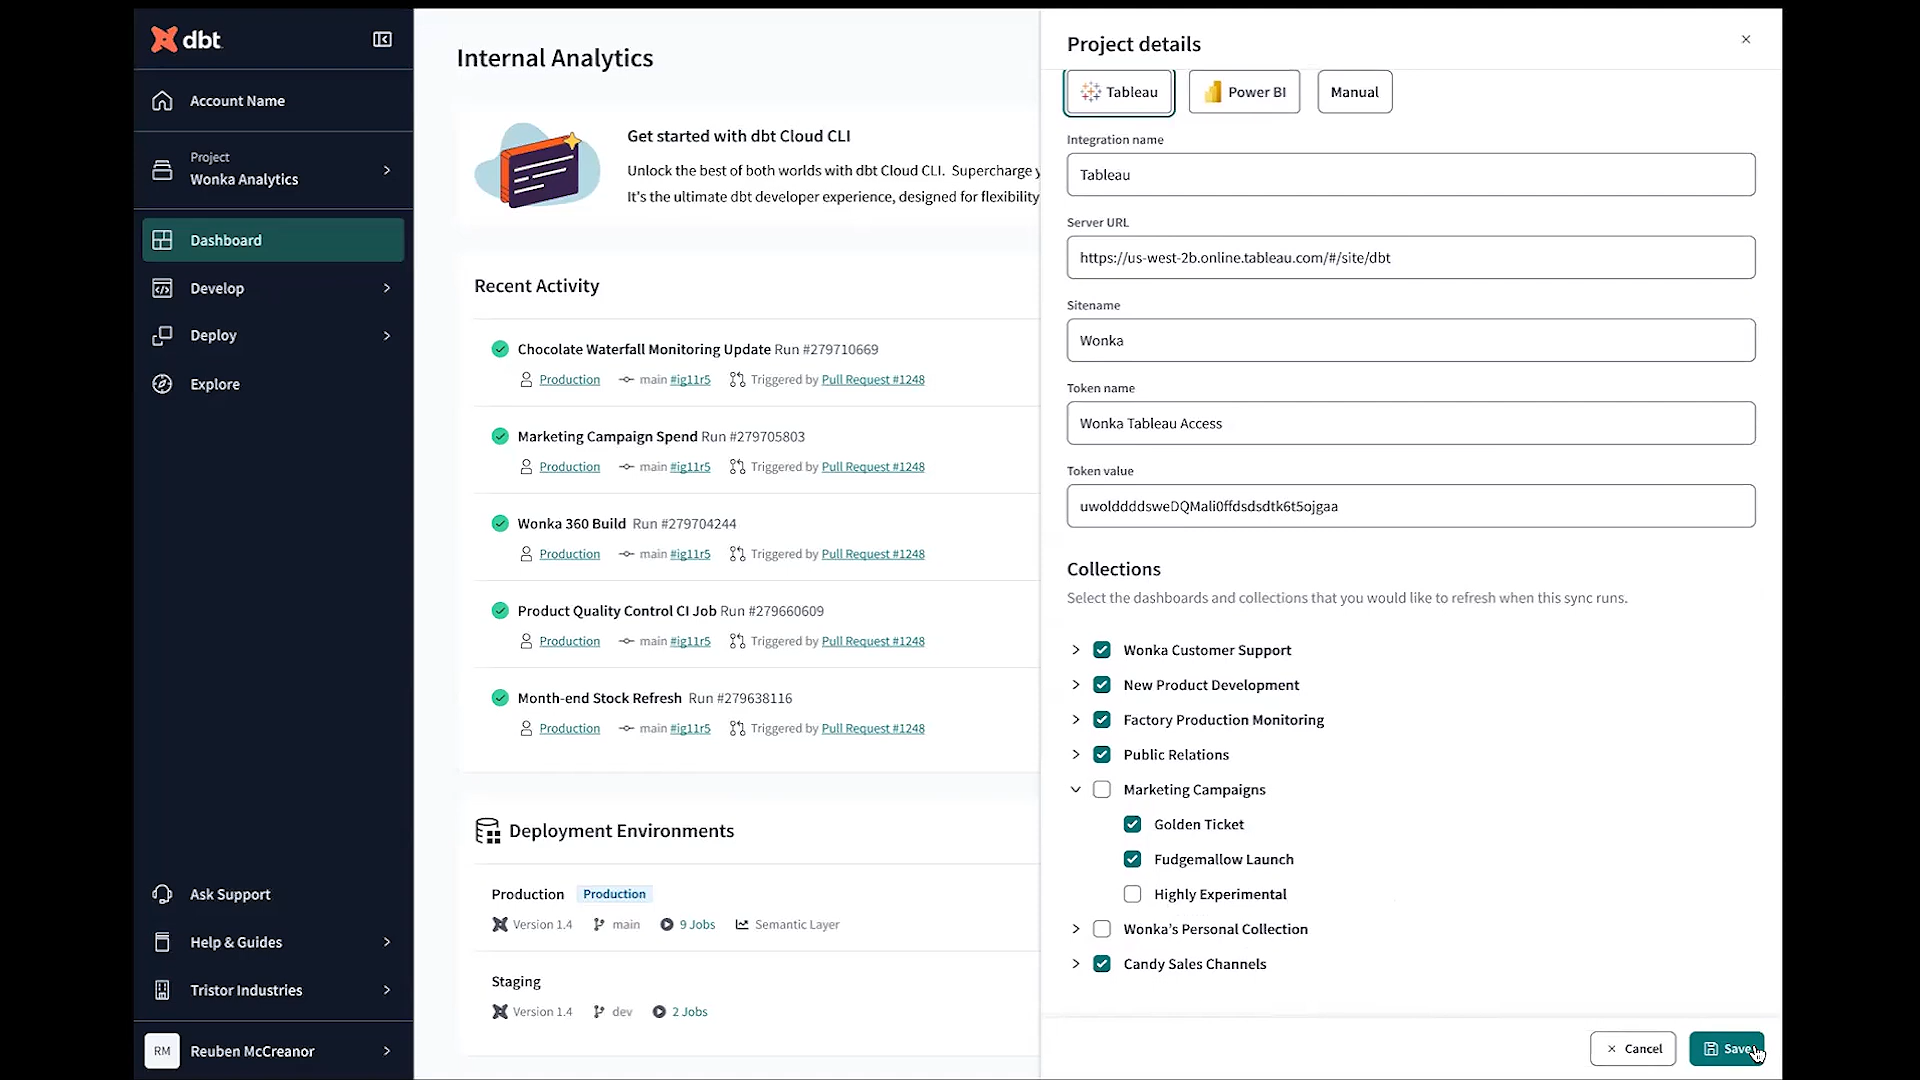 dbt
Account Name
Project
Wonka Analytics
Dashboard
Develop
Deploy
Explore
Ask Support
Help & Guides
Tristor Industries
RM
Reuben McCreanor
Internal Analytics
Get started with dbt Cloud CLI
Unlock the best of both worlds with dbt Cloud CLI. Supercharge
It's the ultimate dbt developer experience, designed for flexibility
Recent Activity
Chocolate Waterfall Monitoring Update Run #279710669
Production main #ig11r5 Triggered by Pull Request #1248
Marketing Campaign Spend Run #279705803
Production main #ig11r5 Triggered by Pull Request #1248
Wonka 360 Build Run #279704244
Production main #ig11r5 Triggered by Pull Request #1248
Product Quality Control CI Job Run #279660609
Production main #ig11r5 Triggered by Pull Request #1248
Month-end Stock Refresh Run #279638116
Production main #ig11r5 Triggered by Pull Request #1248
Deployment Environments
Production Production
Version 1.4 main 9 Jobs Semantic Layer
Staging
Version 1.4 dev 2 Jobs
Project details
Tableau Power BI Manual
Integration name
Tableau
Server URL
https://us-west-2b.online.tableau.com/#/site/dbt
Sitename
Wonka
Token name
Wonka Tableau Access
Token value
uwolddddsweDQMali0ffdsdsdtk6t5ojgaa
Collections
Select the dashboards and collections that you would like to refresh when this sync runs.
Wonka Customer Support
New Product Development
Factory Production Monitoring
Public Relations
Marketing Campaigns
Golden Ticket
Fudgemallow Launch
Highly Experimental
Wonka's Personal Collection
Candy Sales Channels
Cancel Save